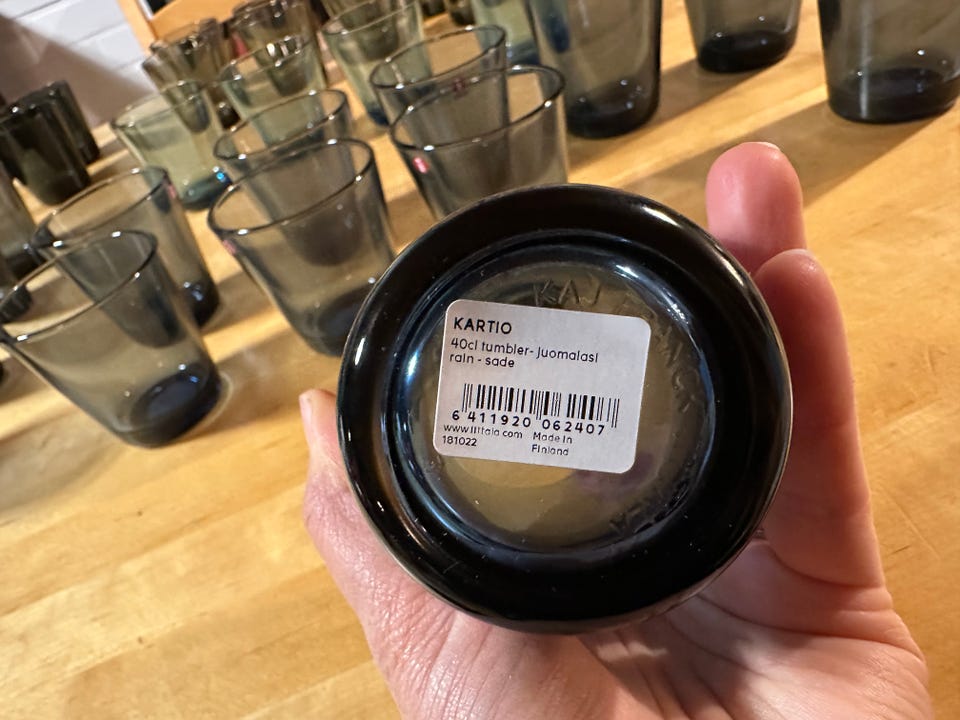 KARTIO
40cl tumbler- juomalasi
rain - sade
6 411920 062407
www.iittala.com Made in
181022 Finland
KAJ FRANCK